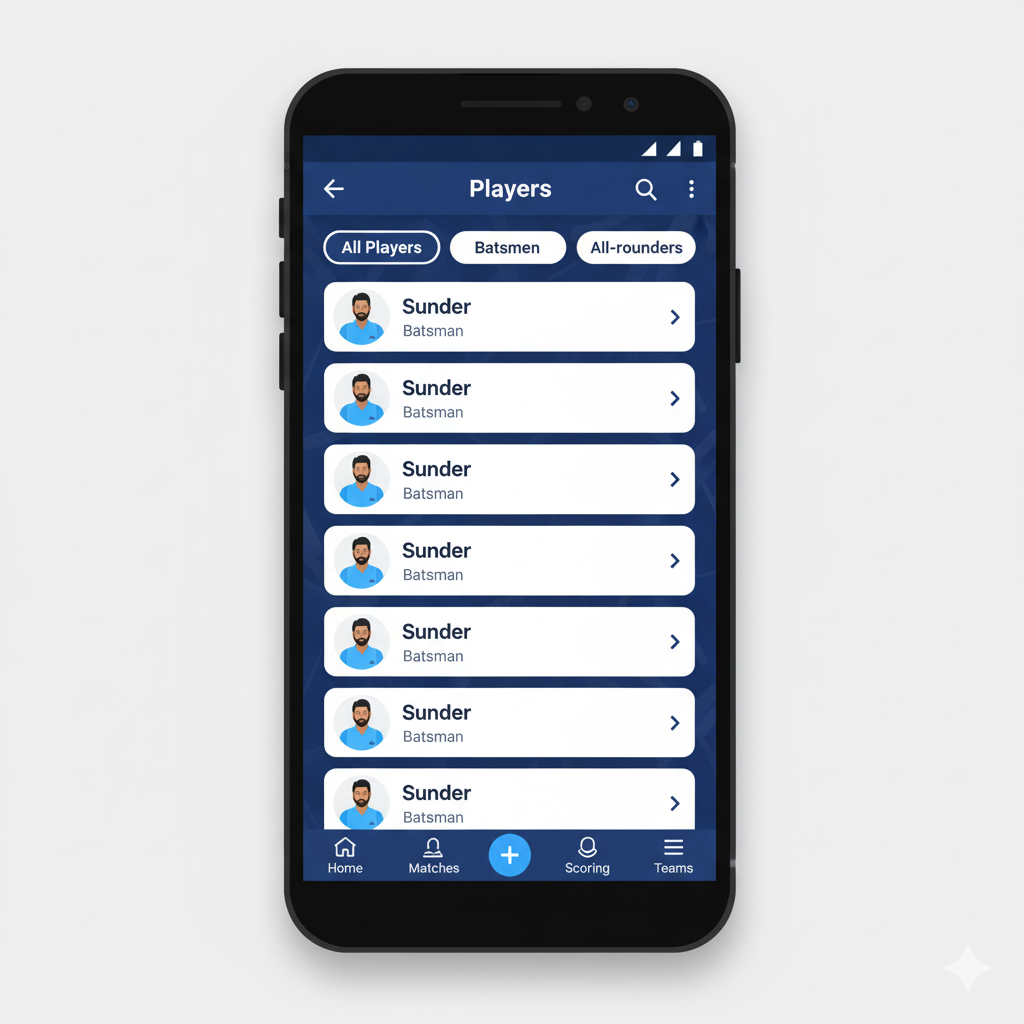 Players
All Players Batsmen All-rounders
Sunder
Batsman
Sunder
Batsman
Sunder
Batsman
Sunder
Batsman
Sunder
Batsman
Sunder
Batsman
Sunder
Batsman
Home Matches Scoring Teams